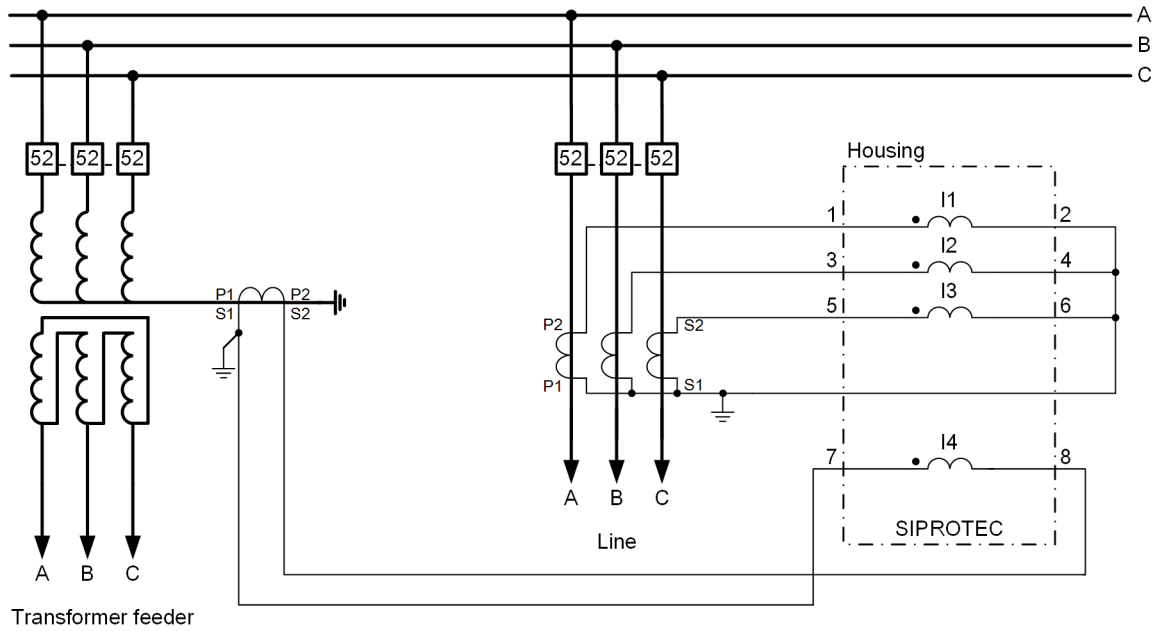 A
B
C
52 52 52
52 52 52
Housing
I1
1 2
I2
3 4
I3
5 6
P1 P2
S1 S2
P2 S2
P1 S1
I4
7 8
A B C
SIPROTEC
Line
A B C
Transformer feeder